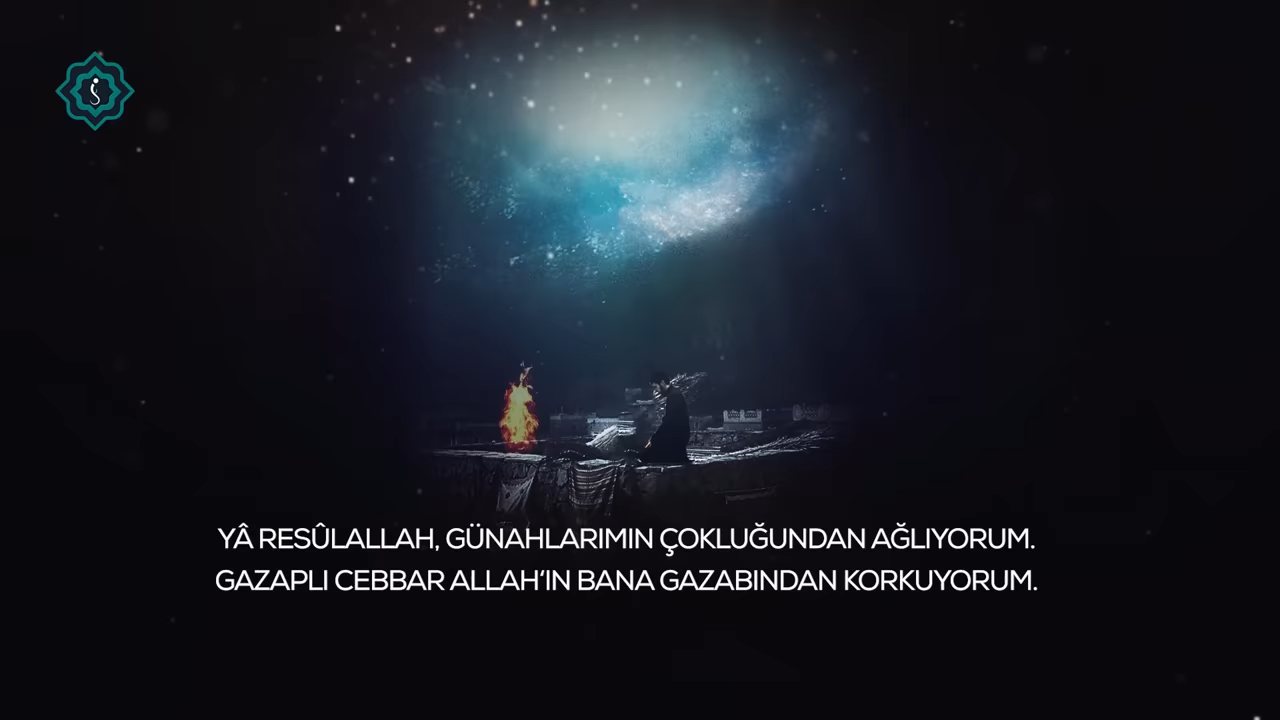 YÂ RESÛLALLAH, GÜNAHLARIMIN ÇOKLUĞUNDAN AĞLIYORUM.
GAZAPLI CEBBAR ALLAH'IN BANA GAZABINDAN KORKUYORUM.